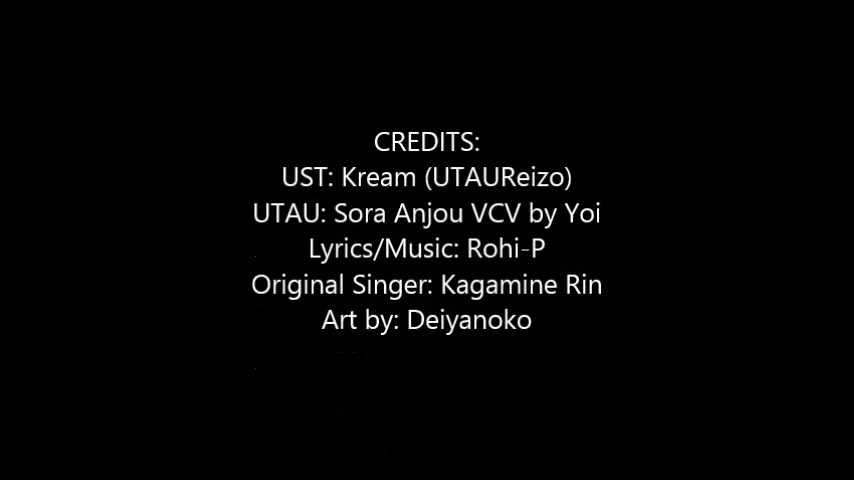 CREDITS:
UST: Kream (UTAUReizo)
UTAU: Sora Anjou VCV by Yoi
Lyrics/Music: Rohi-P
Original Singer: Kagamine Rin
Art by: Deiyanoko